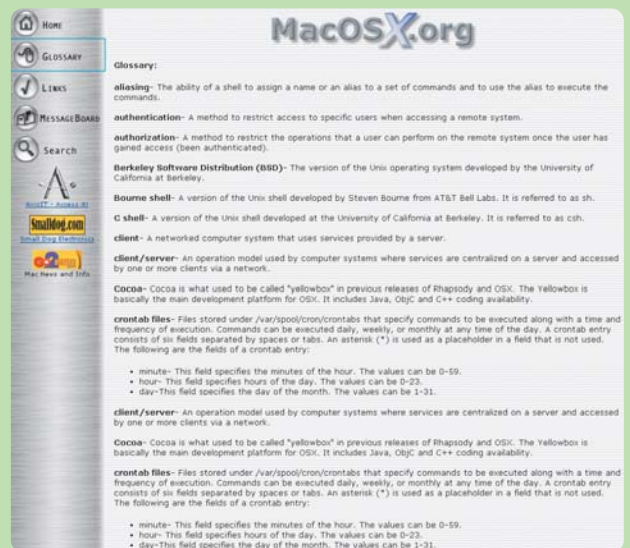 MacOSX.org
Home
Glossary
Links
MessageBoard
Search
Smalldog.com
Small Dog Electronics
Mac News and Info
Glossary:
aliasing- The ability of a shell to assign a name or an alias to a set of commands and to use the alias to execute the
commands.
authentication- A method to restrict access to specific users when accessing a remote system.
authorization- A method to restrict the operations that a user can perform on the remote system once the user has
gained access (been authenticated).
Berkeley Software Distribution (BSD)- The version of the Unix operating system developed by the University of
California at Berkeley.
Bourne shell- A version of the Unix shell developed by Steven Bourne from AT&T Bell Labs. It is referred to as sh.
C shell- A version of the Unix shell developed at the University of California at Berkeley. It is referred to as csh.
client- A networked computer system that uses services provided by a server.
client/server- An operation model used by computer systems where services are centralized on a server and accessed
by one or more clients via a network.
Cocoa- Cocoa is what used to be called "yellowbox" in previous releases of Rhapsody and OSX. The Yellowbox is
basically the main development platform for OSX. It includes Java, ObjC and C++ coding availability.
crontab files- Files stored under /var/spool/cron/crontabs that specify commands to be executed along with a time and
frequency of execution. Commands can be executed daily, weekly, or monthly at any time of the day. A crontab entry
consists of six fields separated by spaces or tabs. An asterisk (*) is used as a placeholder in a field that is not used.
The following are the fields of a crontab entry:
• minute- This field specifies the minutes of the hour. The values can be 0-59.
• hour- This field specifies hours of the day. The values can be 0-23.
• day-This field specifies the day of the month. The values can be 1-31.
client/server- An operation model used by computer systems where services are centralized on a server and accessed
by one or more clients via a network.
Cocoa- Cocoa is what used to be called "yellowbox" in previous releases of Rhapsody and OSX. The Yellowbox is
basically the main development platform for OSX. It includes Java, ObjC and C++ coding availability.
crontab files- Files stored under /var/spool/cron/crontabs that specify commands to be executed along with a time and
frequency of execution. Commands can be executed daily, weekly, or monthly at any time of the day. A crontab entry
consists of six fields separated by spaces or tabs. An asterisk (*) is used as a placeholder in a field that is not used.
The following are the fields of a crontab entry:
• minute- This field specifies the minutes of the hour. The values can be 0-59.
• hour- This field specifies hours of the day. The values can be 0-23.
• day-This field specifies the day of the month. The values can be 1-31.